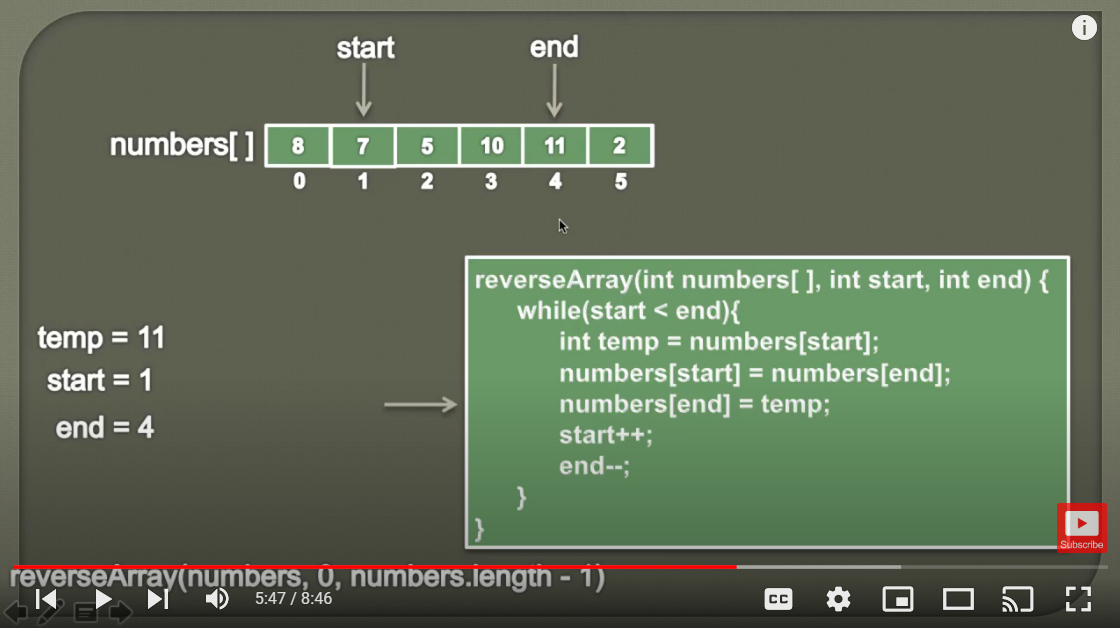 start end
numbers[ ] 8 7 5 10 11 2
0 1 2 3 4 5
reverseArray(int numbers[ ], int start, int end) {
while(start < end){
int temp = numbers[start];
numbers[start] = numbers[end];
numbers[end] = temp;
start++;
end--;
}
}
temp = 11
start = 1
end = 4
Subscribe
reverseArray(numbers, 0, numbers.length - 1)
5:47 / 8:46
CC